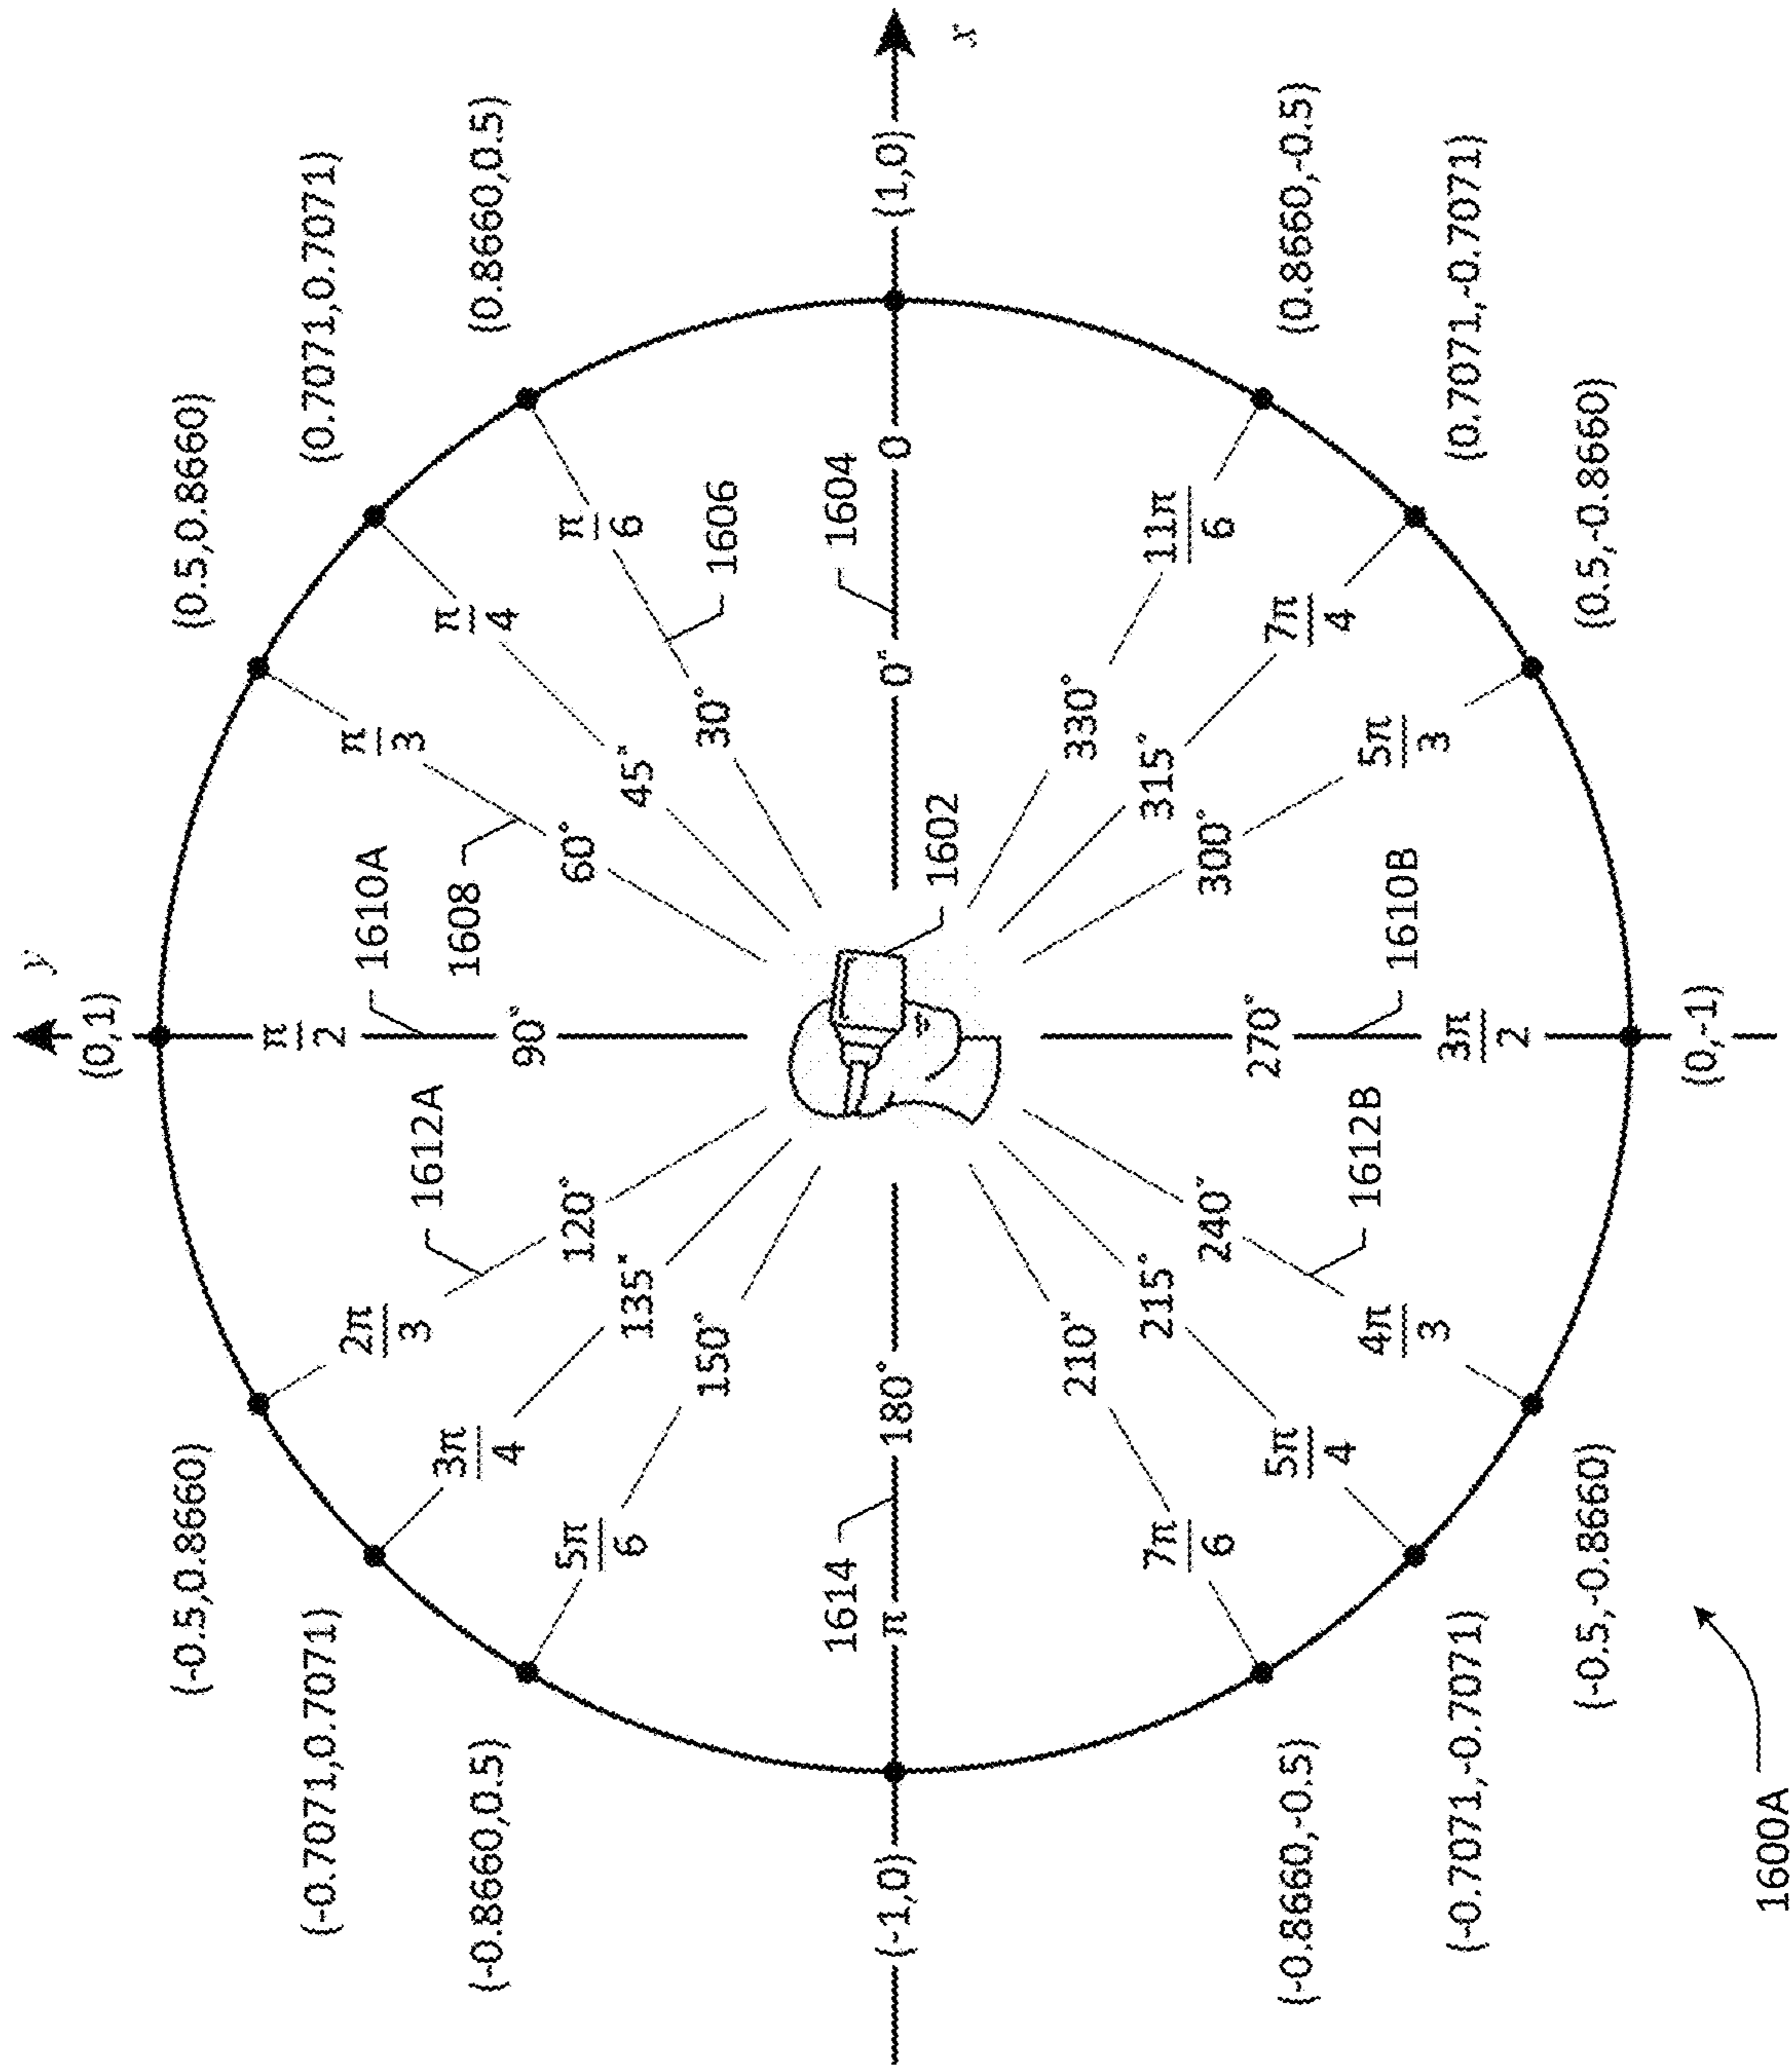 y
(0,1)
(-0.5,0.8660)
(0.5,0.8660)
(-0.7071,0.7071)
(0.7071,0.7071)
(-0.8660,0.5)
(0.8660,0.5)
π
2
2π
3
π
3
3π
4
π
4
5π
6
π
6
1612A
1610A
1608
90°
120°
60°
135°
45°
150°
30°
1606
1614
1604
(-1,0)
π
180°
0°
0
(1,0)
x
1602
210°
330°
215°
315°
240°
300°
270°
7π
6
11π
6
5π
4
7π
4
4π
3
5π
3
1612B
1610B
3π
2
(-0.8660,-0.5)
(0.8660,-0.5)
(-0.7071,-0.7071)
(0.7071,-0.7071)
(-0.5,-0.8660)
(0.5,-0.8660)
(0,-1)
1600A